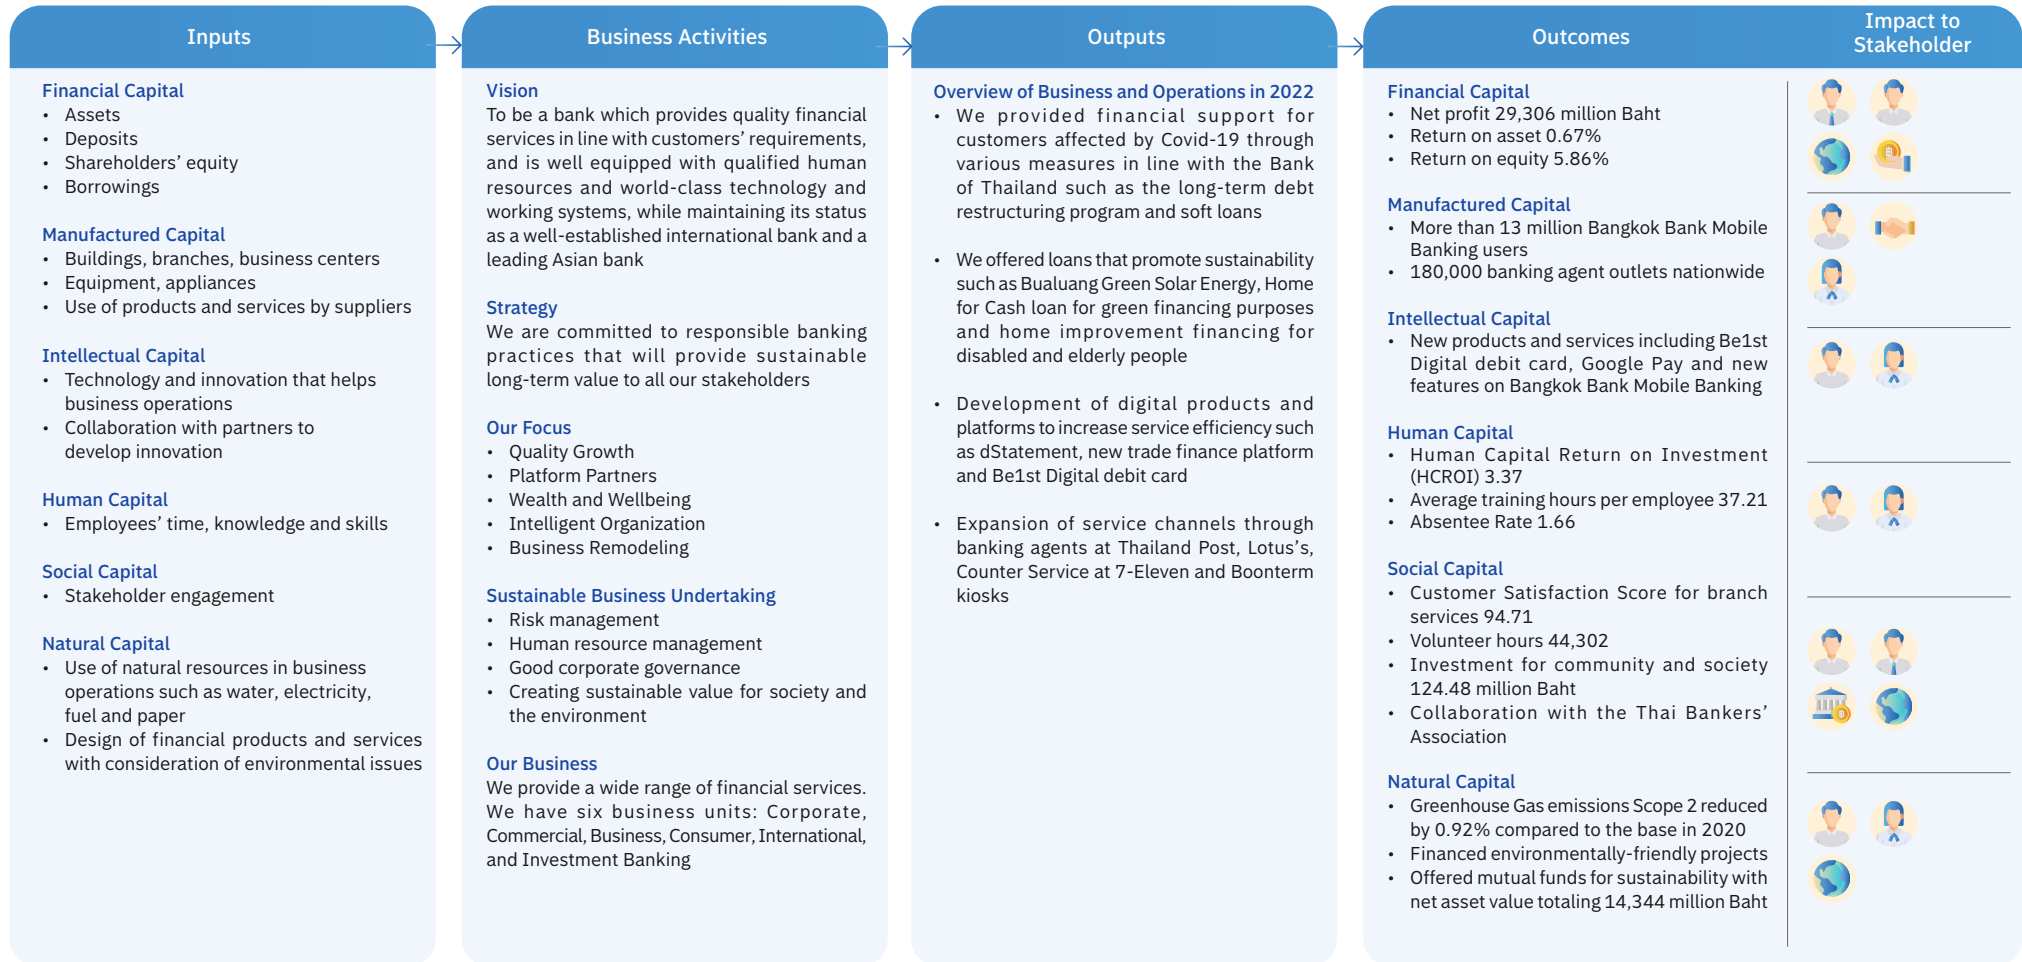 Inputs
Financial Capital
• Assets
• Deposits
• Shareholders’ equity
• Borrowings
Manufactured Capital
• Buildings, branches, business centers
• Equipment, appliances
• Use of products and services by suppliers
Intellectual Capital
• Technology and innovation that helps
business operations
• Collaboration with partners to
develop innovation
Human Capital
• Employees’ time, knowledge and skills
Social Capital
• Stakeholder engagement
Natural Capital
• Use of natural resources in business
operations such as water, electricity,
fuel and paper
• Design of financial products and services
with consideration of environmental issues
Business Activities
Vision
To be a bank which provides quality financial
services in line with customers’ requirements,
and is well equipped with qualified human
resources and world-class technology and
working systems, while maintaining its status
as a well-established international bank and a
leading Asian bank
Strategy
We are committed to responsible banking
practices that will provide sustainable
long-term value to all our stakeholders
Our Focus
• Quality Growth
• Platform Partners
• Wealth and Wellbeing
• Intelligent Organization
• Business Remodeling
Sustainable Business Undertaking
• Risk management
• Human resource management
• Good corporate governance
• Creating sustainable value for society and
the environment
Our Business
We provide a wide range of financial services.
We have six business units: Corporate,
Commercial, Business, Consumer, International,
and Investment Banking
Outputs
Overview of Business and Operations in 2022
• We provided financial support for
customers affected by Covid-19 through
various measures in line with the Bank
of Thailand such as the long-term debt
restructuring program and soft loans
• We offered loans that promote sustainability
such as Bualuang Green Solar Energy, Home
for Cash loan for green financing purposes
and home improvement financing for
disabled and elderly people
• Development of digital products and
platforms to increase service efficiency such
as dStatement, new trade finance platform
and Be1st Digital debit card
• Expansion of service channels through
banking agents at Thailand Post, Lotus’s,
Counter Service at 7-Eleven and Boonterm
kiosks
Outcomes
Financial Capital
• Net profit 29,306 million Baht
• Return on asset 0.67%
• Return on equity 5.86%
Manufactured Capital
• More than 13 million Bangkok Bank Mobile
Banking users
• 180,000 banking agent outlets nationwide
Intellectual Capital
• New products and services including Be1st
Digital debit card, Google Pay and new
features on Bangkok Bank Mobile Banking
Human Capital
• Human Capital Return on Investment
(HCROI) 3.37
• Average training hours per employee 37.21
• Absentee Rate 1.66
Social Capital
• Customer Satisfaction Score for branch
services 94.71
• Volunteer hours 44,302
• Investment for community and society
124.48 million Baht
• Collaboration with the Thai Bankers’
Association
Natural Capital
• Greenhouse Gas emissions Scope 2 reduced
by 0.92% compared to the base in 2020
• Financed environmentally-friendly projects
• Offered mutual funds for sustainability with
net asset value totaling 14,344 million Baht
Impact to
Stakeholder